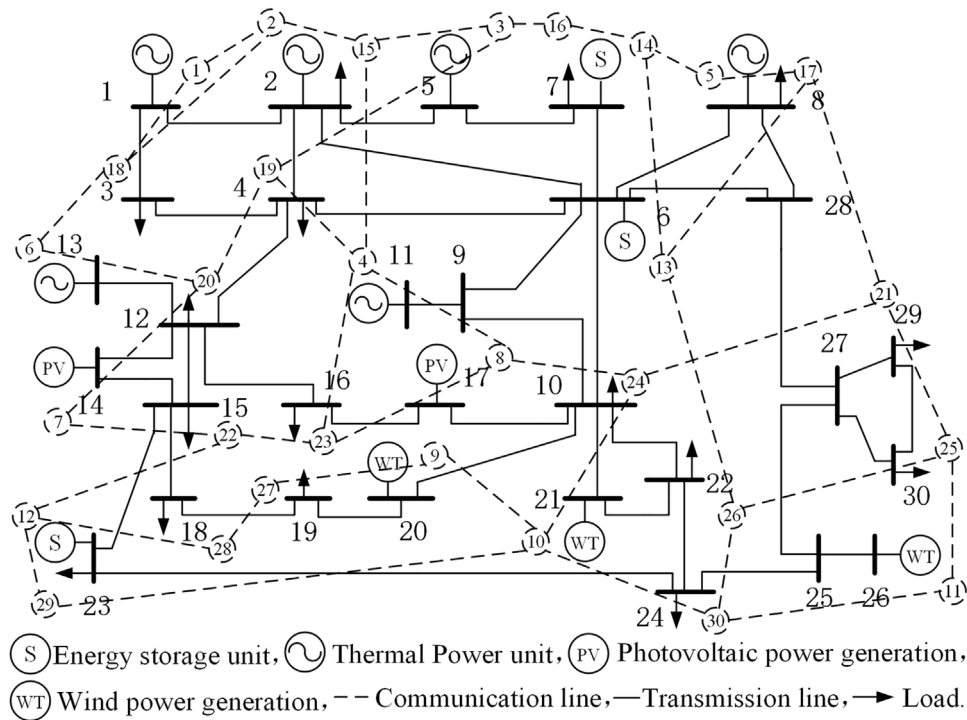 2 3 16
15 14
1 5 17
1 2 5 7 S 8
18 19
3 4 6 28
6 13 20 4 11 9 S 13
12 21 29
PV 14 8 PV 17 10 24 27
7 15 16 22 23 25
WT 9 30
27 21 22
12 18 19 20 26
S 28 10 WT WT
29 23 24 30 25 26 11
S Energy storage unit, Thermal Power unit, PV Photovoltaic power generation,
WT Wind power generation, Communication line, Transmission line, Load.